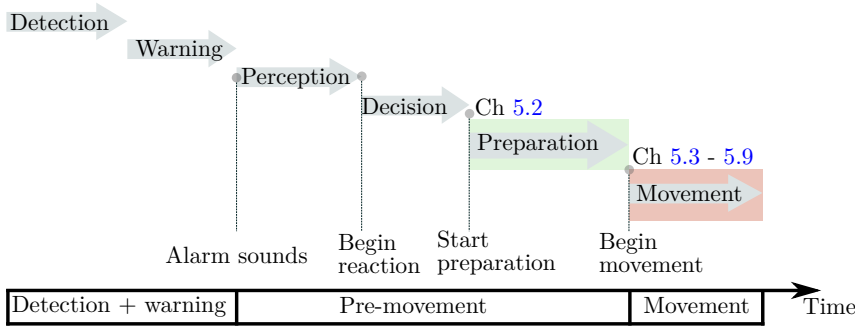 Detection
Warning
Perception
Decision
Ch 5.2
Preparation
Ch 5.3 - 5.9
Movement
Alarm sounds
Begin
reaction
Start
preparation
Begin
movement
Detection + warning
Pre-movement
Movement
Time